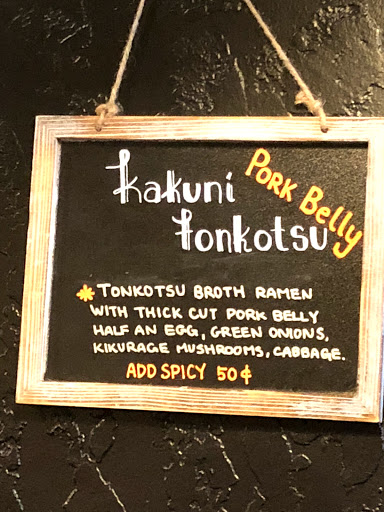 Kakuni
Pork Belly
tonkotsu
* TONKOTSU BROTH RAMEN
WITH THICK CUT PORK BELLY
HALF AN EGG, GREEN ONIONS,
KIKURAGE MUSHROOMS, CABBAGE.
ADD SPICY 50¢